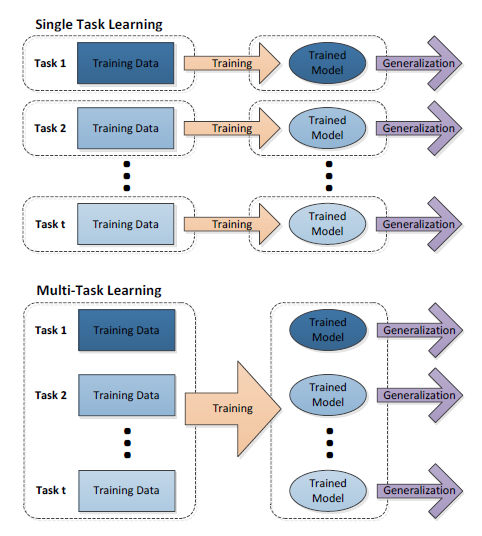 Single Task Learning
Task 1 Training Data Training Trained Model Generalization
Task 2 Training Data Training Trained Model Generalization
Task t Training Data Training Trained Model Generalization
Multi-Task Learning
Task 1 Training Data Trained Model Generalization
Task 2 Training Data Training Trained Model Generalization
Task t Training Data Trained Model Generalization